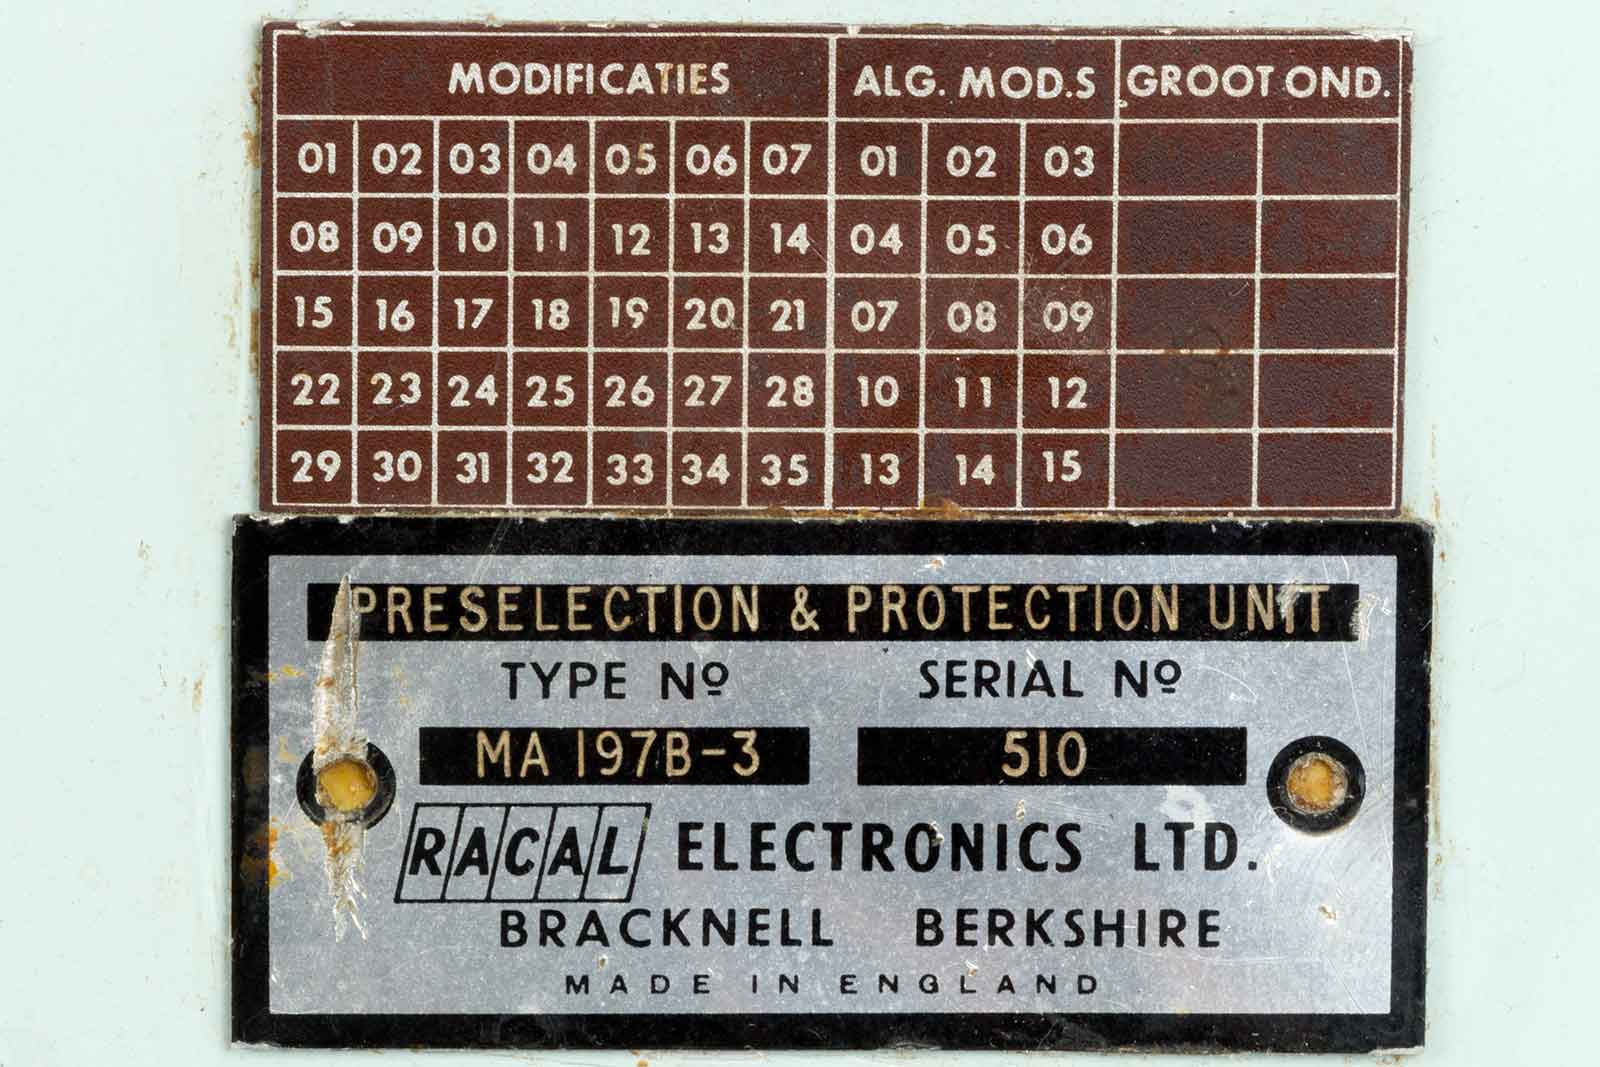 MODIFICATIES ALG. MOD.S GROOT OND.
01 02 03 04 05 06 07 01 02 03
08 09 10 11 12 13 14 04 05 06
15 16 17 18 19 20 21 07 08 09
22 23 24 25 26 27 28 10 11 12
29 30 31 32 33 34 35 13 14 15
PRESELECTION & PROTECTION UNIT
TYPE Nº SERIAL Nº
MA 197B-3 510
RACAL ELECTRONICS LTD.
BRACKNELL BERKSHIRE
MADE IN ENGLAND